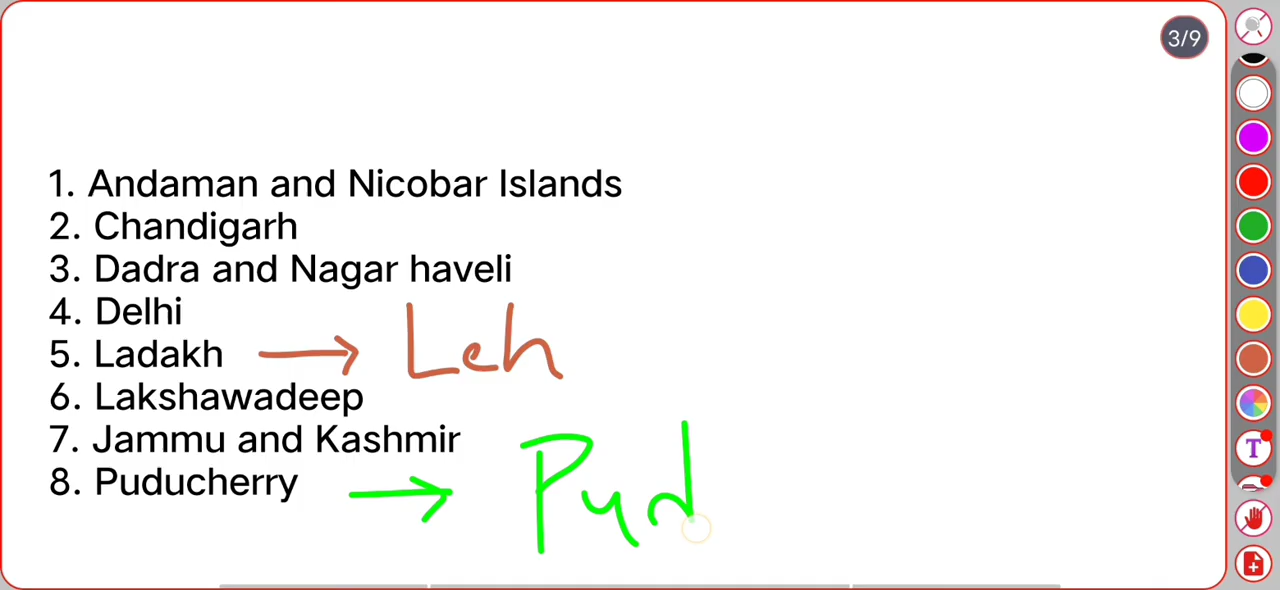 3/9
1. Andaman and Nicobar Islands
2. Chandigarh
3. Dadra and Nagar haveli
4. Delhi
5. Ladakh → Leh
6. Lakshawadeep
7. Jammu and Kashmir
8. Puducherry → Pud
T